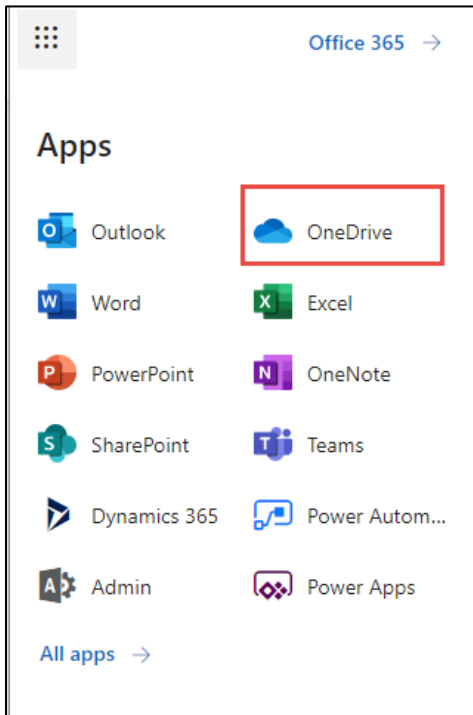 Office 365 →
Apps
Outlook OneDrive
Word Excel
PowerPoint OneNote
SharePoint Teams
Dynamics 365 Power Autom...
Admin Power Apps
All apps →